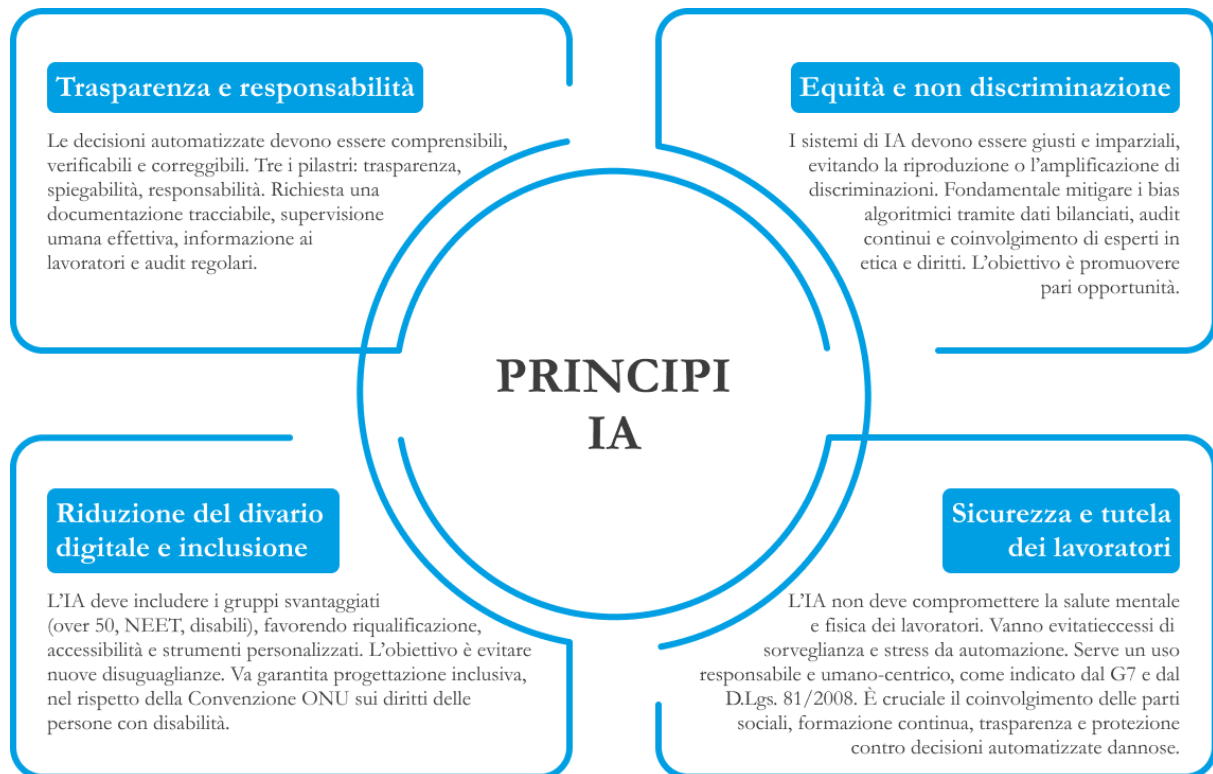 Trasparenza e responsabilità
Le decisioni automatizzate devono essere comprensibili,
verificabili e correggibili. Tre i pilastri: trasparenza,
spiegabilità, responsabilità. Richiesta una
documentazione tracciabile, supervisione
umana effettiva, informazione ai
lavoratori e audit regolari.
Equità e non discriminazione
I sistemi di IA devono essere giusti e imparziali,
evitando la riproduzione o l’amplificazione di
discriminazioni. Fondamentale mitigare i bias
algoritmici tramite dati bilanciati, audit
continui e coinvolgimento di esperti in
etica e diritti. L’obiettivo è promuovere
pari opportunità.
PRINCIPI
IA
Riduzione del divario
digitale e inclusione
L’IA deve includere i gruppi svantaggiati
(over 50, NEET, disabili), favorendo riqualificazione,
accessibilità e strumenti personalizzati. L’obiettivo è evitare
nuove disuguaglianze. Va garantita progettazione inclusiva,
nel rispetto della Convenzione ONU sui diritti delle
persone con disabilità.
Sicurezza e tutela
dei lavoratori
L’IA non deve compromettere la salute mentale
e fisica dei lavoratori. Vanno evitatieccessi di
sorveglianza e stress da automazione. Serve un uso
responsabile e umano-centrico, come indicato dal G7 e dal
D.Lgs. 81/2008. È cruciale il coinvolgimento delle parti
sociali, formazione continua, trasparenza e protezione
contro decisioni automatizzate dannose.